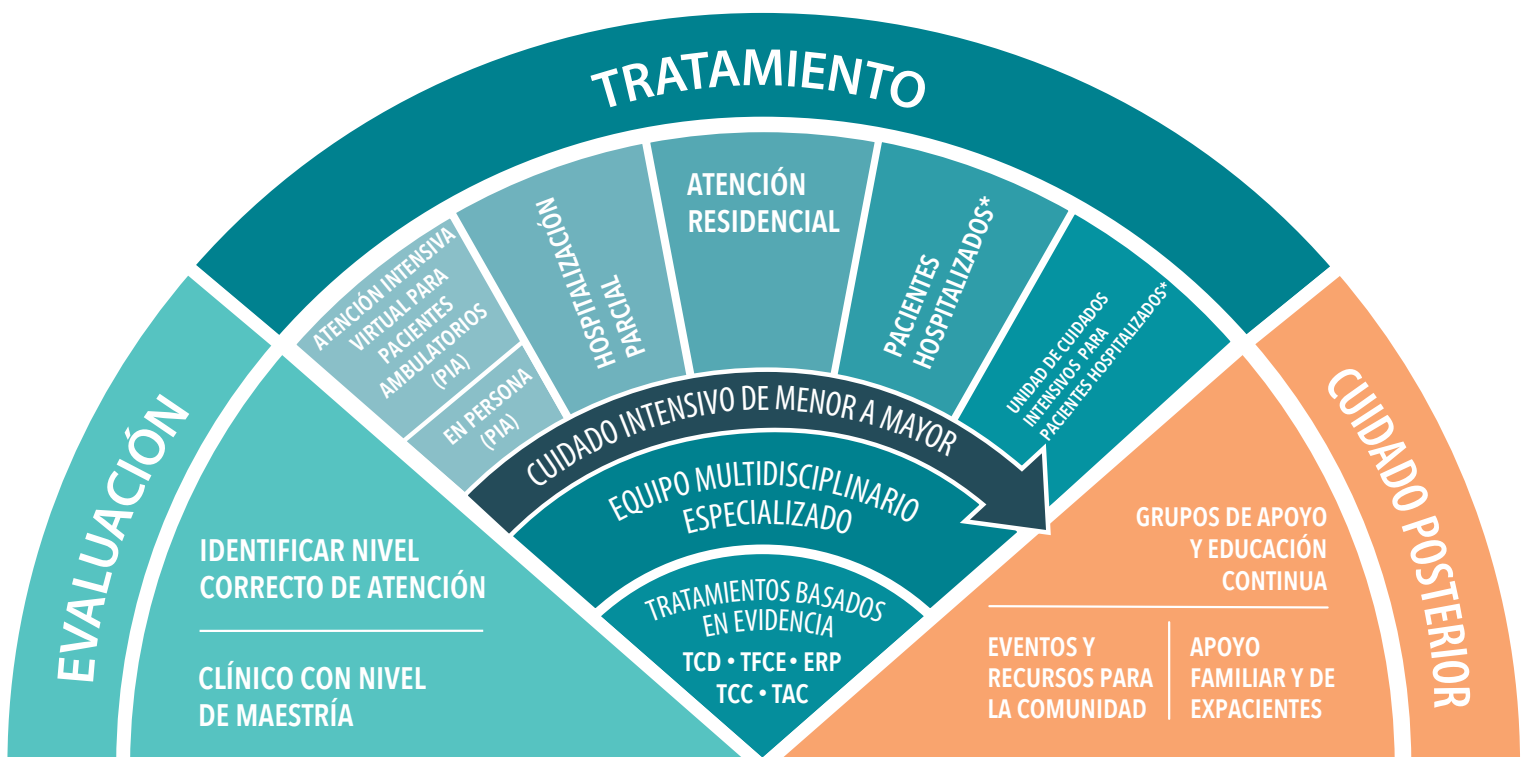 TRATAMIENTO
EVALUACIÓN
IDENTIFICAR NIVEL
CORRECTO DE ATENCIÓN
CLÍNICO CON NIVEL
DE MAESTRÍA
ATENCIÓN INTENSIVA
VIRTUAL PARA
PACIENTES
AMBULATORIOS
(PIA)
EN PERSONA
(PIA)
HOSPITALIZACIÓN
PARCIAL
ATENCIÓN
RESIDENCIAL
PACIENTES
HOSPITALIZADOS*
UNIDAD DE CUIDADOS
INTENSIVOS PARA
PACIENTES HOSPITALIZADOS*
CUIDADO INTENSIVO DE MENOR A MAYOR
EQUIPO MULTIDISCIPLINARIO
ESPECIALIZADO
TRATAMIENTOS BASADOS
EN EVIDENCIA
TCD • TFCE • ERP
TCC • TAC
CUIDADO POSTERIOR
GRUPOS DE APOYO
Y EDUCACIÓN
CONTINUA
EVENTOS Y
RECURSOS PARA
LA COMUNIDAD
APOYO
FAMILIAR Y DE
EXPACIENTES